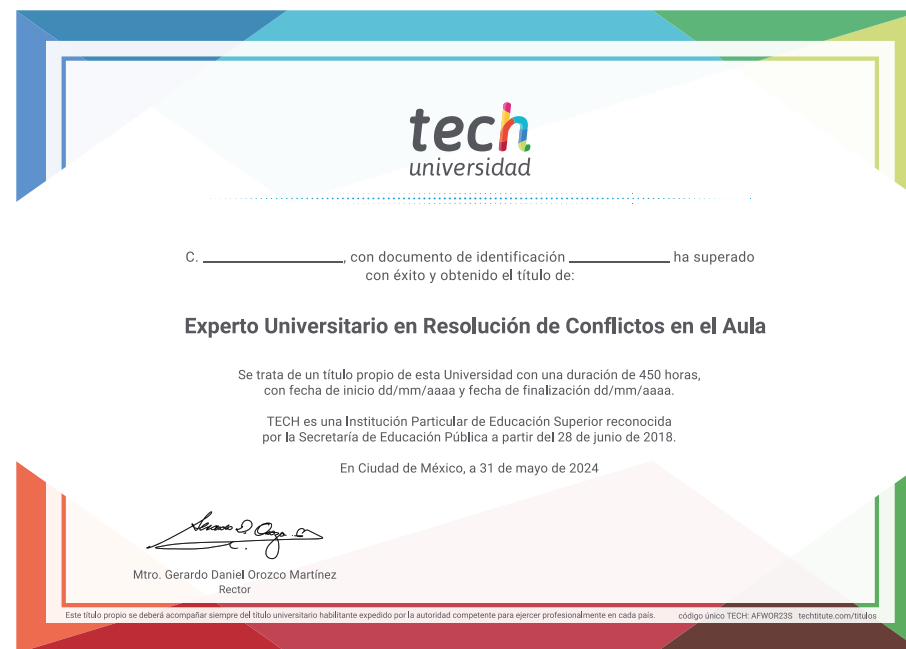 tech
universidad
C. ____________________, con documento de identificación ______________ ha superado
con éxito y obtenido el título de:
Experto Universitario en Resolución de Conflictos en el Aula
Se trata de un título propio de esta Universidad con una duración de 450 horas,
con fecha de inicio dd/mm/aaaa y fecha de finalización dd/mm/aaaa.
TECH es una Institución Particular de Educación Superior reconocida
por la Secretaría de Educación Pública a partir del 28 de junio de 2018.
En Ciudad de México, a 31 de mayo de 2024
Mtro. Gerardo Daniel Orozco Martínez
Rector
Este título propio se deberá acompañar siempre del título universitario habilitante expedido por la autoridad competente para ejercer profesionalmente en cada país. código único TECH: AFWOR23S techtitute.com/titulos